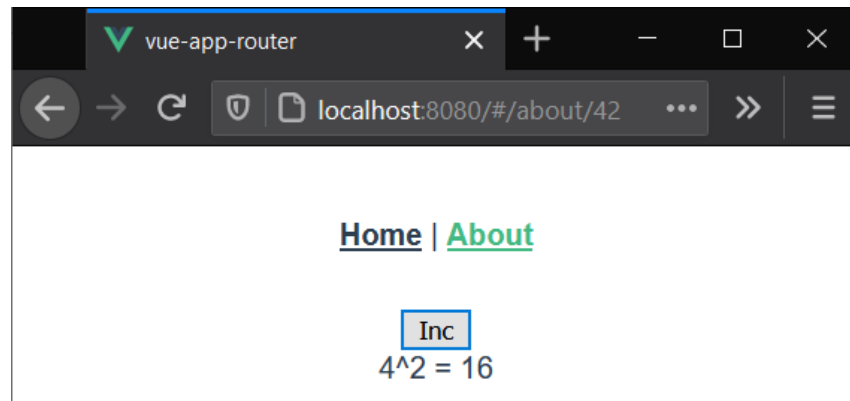 vue-app-router
localhost:8080/#/about/42
Home | About
Inc
4^2 = 16